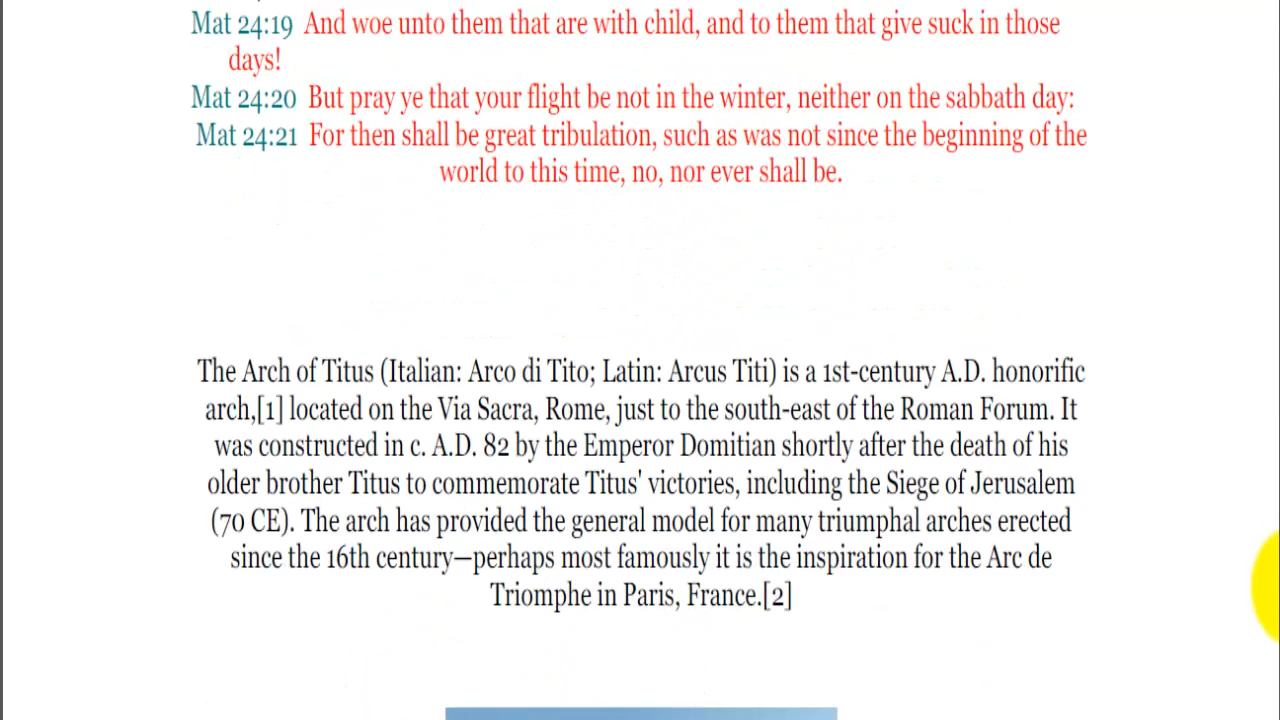 Mat 24:19 And woe unto them that are with child, and to them that give suck in those
days!
Mat 24:20 But pray ye that your flight be not in the winter, neither on the sabbath day:
Mat 24:21 For then shall be great tribulation, such as was not since the beginning of the
world to this time, no, nor ever shall be.
The Arch of Titus (Italian: Arco di Tito; Latin: Arcus Titi) is a 1st-century A.D. honorific
arch,[1] located on the Via Sacra, Rome, just to the south-east of the Roman Forum. It
was constructed in c. A.D. 82 by the Emperor Domitian shortly after the death of his
older brother Titus to commemorate Titus' victories, including the Siege of Jerusalem
(70 CE). The arch has provided the general model for many triumphal arches erected
since the 16th century—perhaps most famously it is the inspiration for the Arc de
Triomphe in Paris, France.[2]